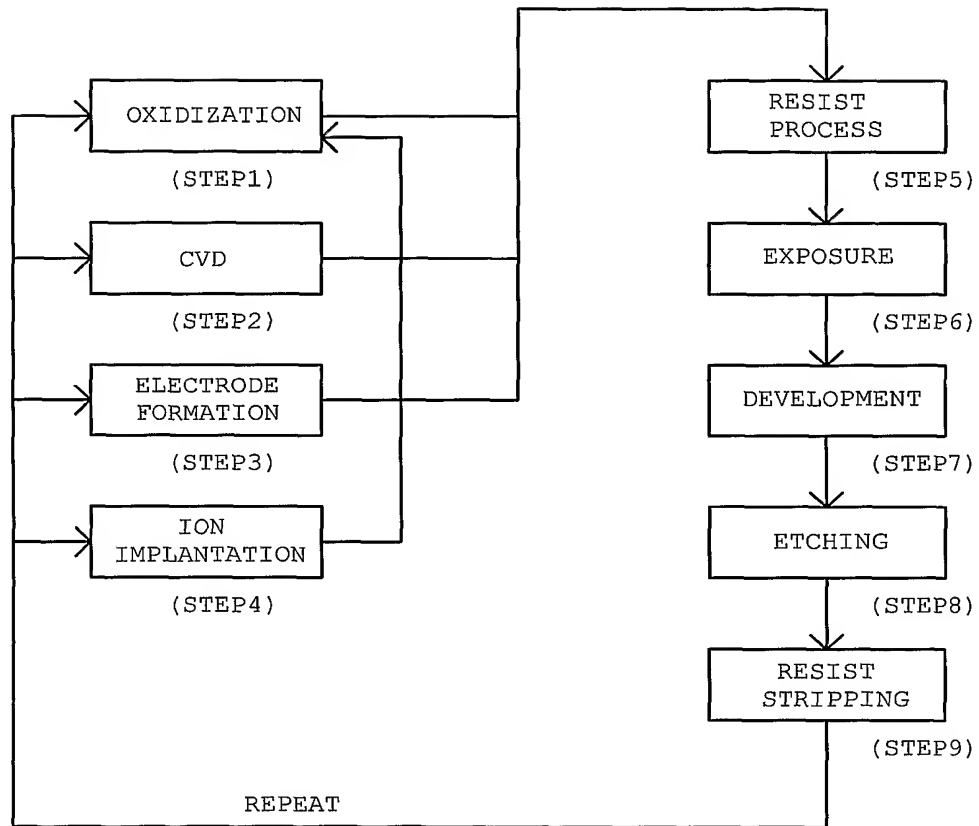 OXIDIZATION
(STEP1)
CVD
(STEP2)
ELECTRODE
FORMATION
(STEP3)
ION
IMPLANTATION
(STEP4)
RESIST
PROCESS
(STEP5)
EXPOSURE
(STEP6)
DEVELOPMENT
(STEP7)
ETCHING
(STEP8)
RESIST
STRIPPING
(STEP9)
REPEAT